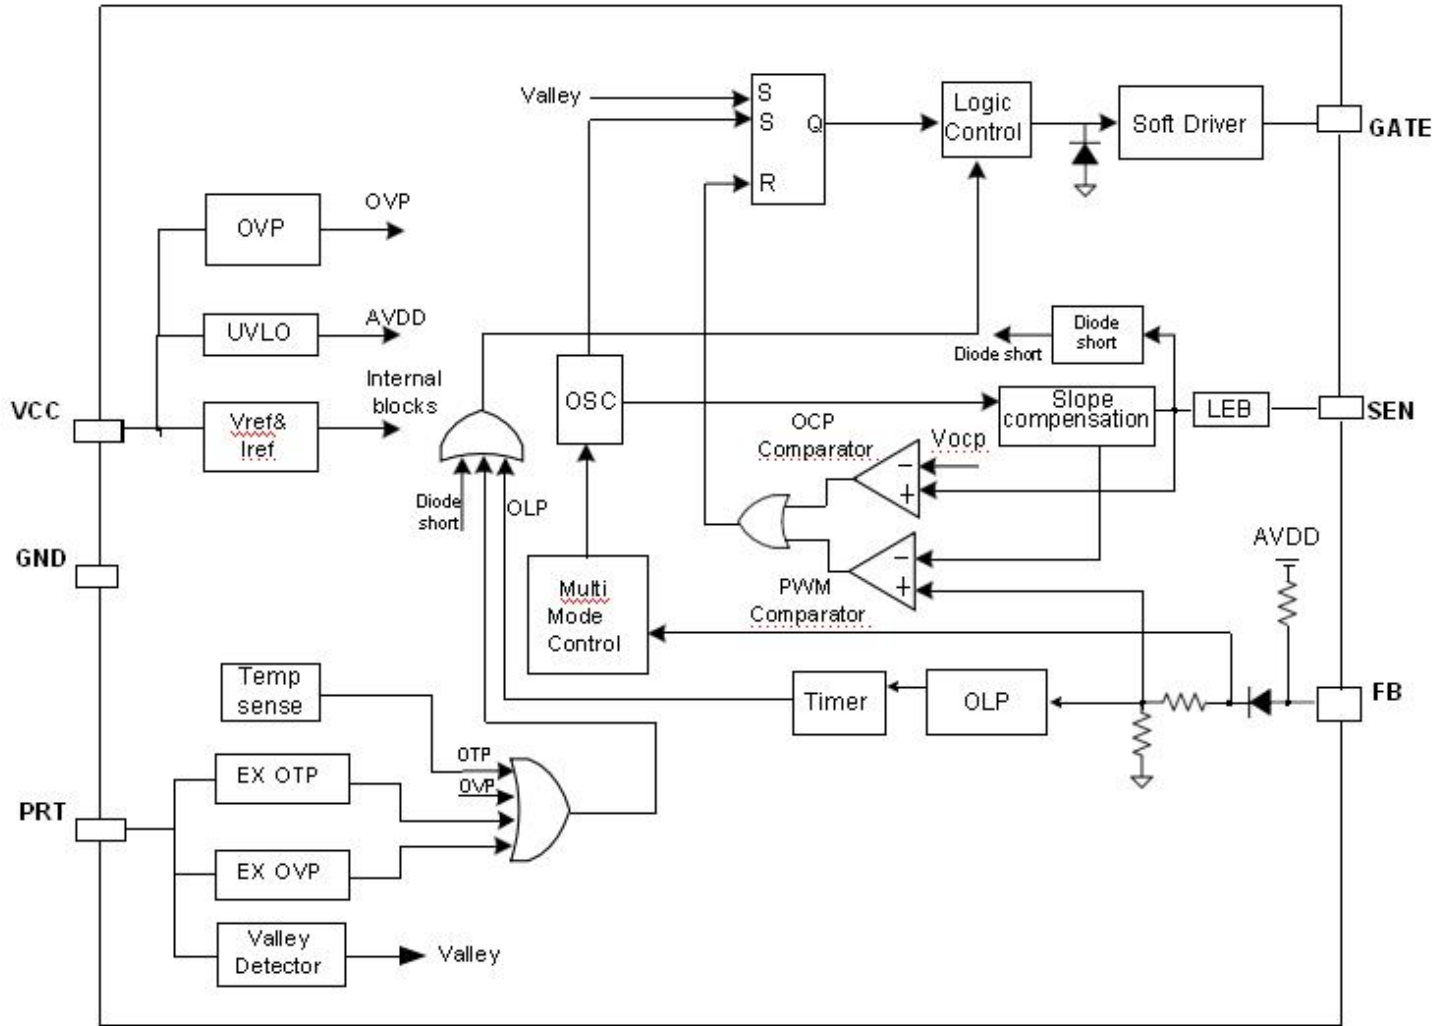 Valley
S
S
Q
R
Logic
Control
Soft Driver
GATE
OVP
OVP
UVLO
AVDD
VCC
Vref&
Iref
Internal
blocks
Diode
short
OLP
OSC
Diode short
Diode
short
Slope
compensation
LEB
SEN
OCP
Comparator
Vocp
−
+
GND
Multi
Mode
Control
PWM
Comparator
−
+
AVDD
Temp
sense
Timer
OLP
FB
OTP
OVP
PRT
EX OTP
EX OVP
Valley
Detector
Valley